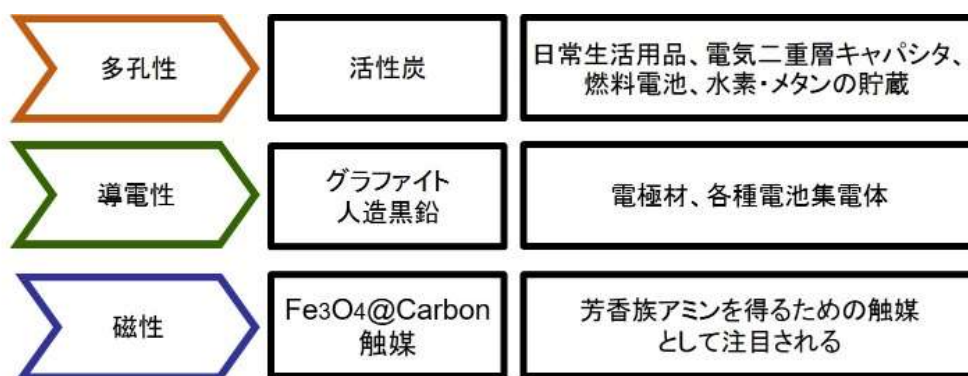 多孔性
活性炭
日常生活用品、電気二重層キャパシタ、
燃料電池、水素・メタンの貯蔵
導電性
グラファイト
人造黒鉛
電極材、各種電池集電体
磁性
Fe3O4@Carbon
触媒
芳香族アミンを得るための触媒
として注目される